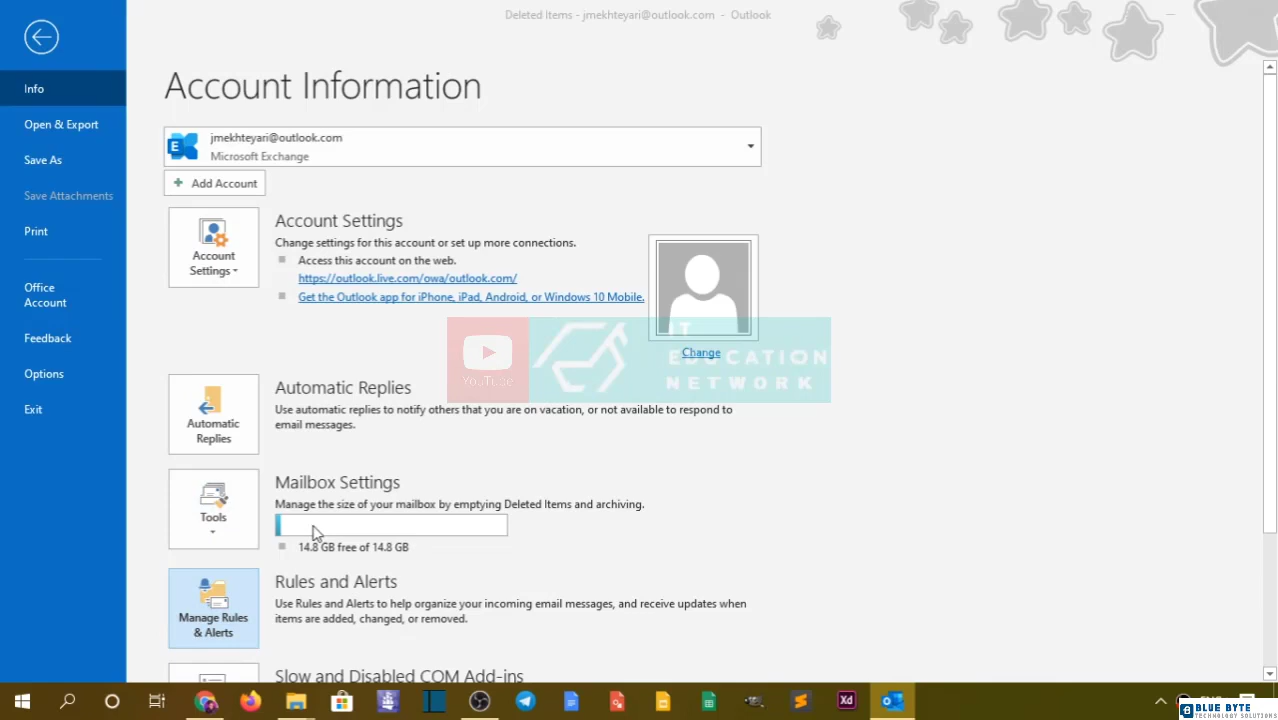 Deleted Items - jmekhteyari@outlook.com - Outlook
Info
Open & Export
Save As
Save Attachments
Print
Office
Account
Feedback
Options
Exit
Account Information
E
jmekhteyari@outlook.com
Microsoft Exchange
Add Account
Account
Settings
Account Settings
Change settings for this account or set up more connections.
Access this account on the web.
https://outlook.live.com/owa/outlook.com/
Get the Outlook app for iPhone, iPad, Android, or Windows 10 Mobile.
Change
YouTube
IT
EDUCATION
NETWORK
Automatic
Replies
Automatic Replies
Use automatic replies to notify others that you are on vacation, or not available to respond to
email messages.
Tools
Mailbox Settings
Manage the size of your mailbox by emptying Deleted Items and archiving.
14.8 GB free of 14.8 GB
Manage Rules
& Alerts
Rules and Alerts
Use Rules and Alerts to help organize your incoming email messages, and receive updates when
items are added, changed, or removed.
Slow and Disabled COM Add-ins
Xd
BLUE BYTE
TECHNOLOGY SOLUTIONS